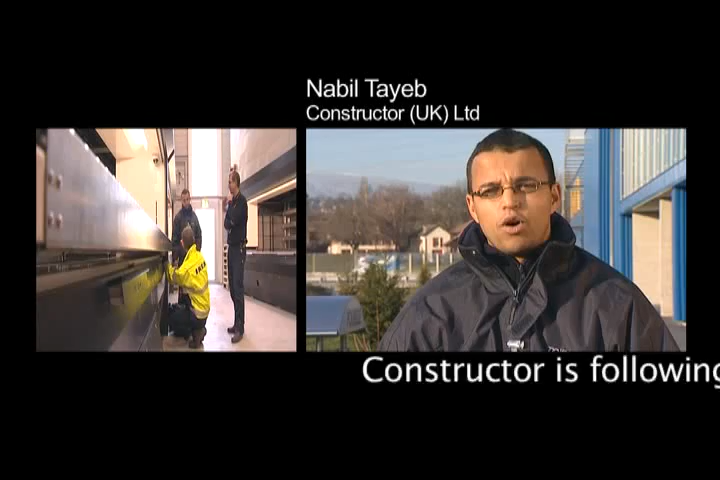 Nabil Tayeb
Constructor (UK) Ltd
Constructor is following